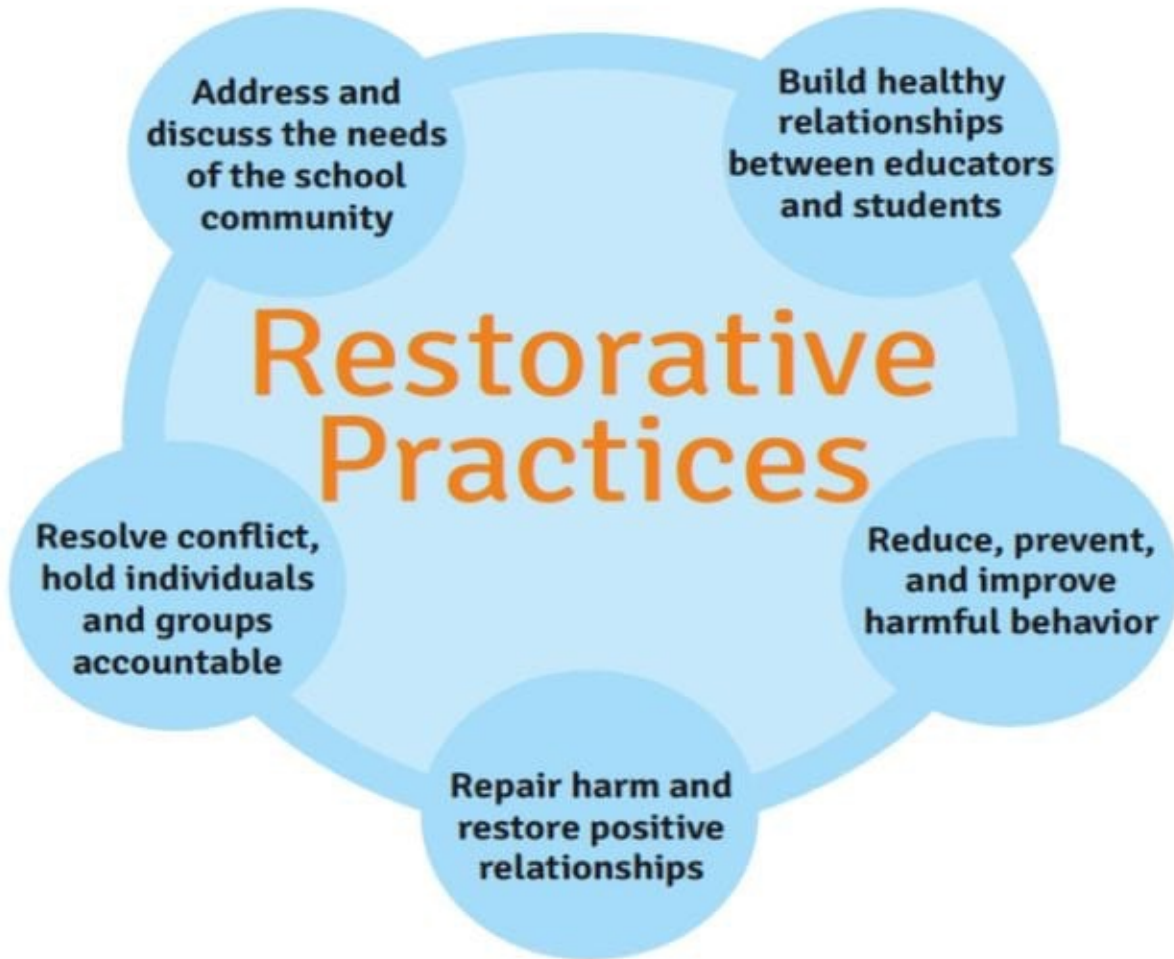 Address and
discuss the needs
of the school
community
Build healthy
relationships
between educators
and students
Restorative
Practices
Resolve conflict,
hold individuals
and groups
accountable
Reduce, prevent,
and improve
harmful behavior
Repair harm and
restore positive
relationships